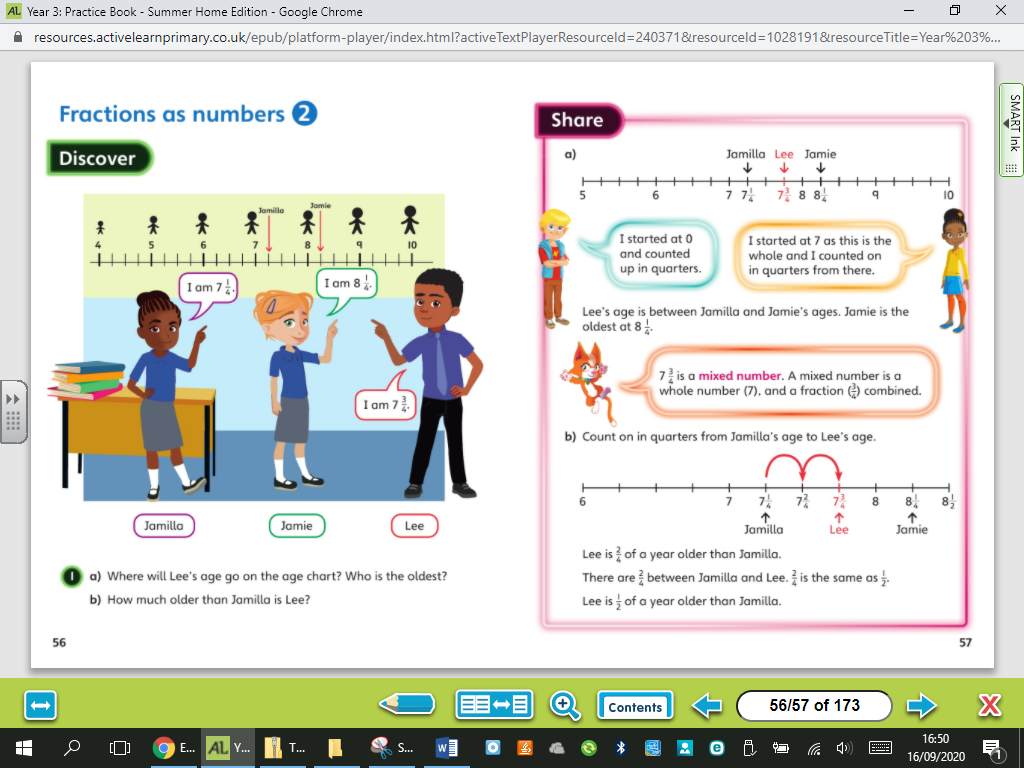 Year 3: Practice Book - Summer Home Edition - Google Chrome
resources.activelearnprimary.co.uk/epub/platform-player/index.html?activeTextPlayerResourceId=240371&resourceId=1028191&resourceTitle=Year%203%...
SMART Ink
Fractions as numbers 2
Discover
Jamilla Jamie
4 5 6 7 8 9 10
I am 7 1/4.
I am 8 1/4.
I am 7 3/4.
Jamilla Jamie Lee
1 a) Where will Lee's age go on the age chart? Who is the oldest?
b) How much older than Jamilla is Lee?
56
Share
a)
Jamilla Lee Jamie
5 6 7 7 1/4 7 3/4 8 8 1/4 9 10
I started at 0
and counted
up in quarters.
I started at 7 as this is the
whole and I counted on
in quarters from there.
Lee's age is between Jamilla and Jamie's ages. Jamie is the
oldest at 8 1/4.
7 3/4 is a mixed number. A mixed number is a
whole number (7), and a fraction (3/4) combined.
b) Count on in quarters from Jamilla's age to Lee's age.
6 7 7 1/4 7 2/4 7 3/4 8 8 1/4 8 1/2
Jamilla Lee Jamie
Lee is 2/4 of a year older than Jamilla.
There are 2/4 between Jamilla and Lee. 2/4 is the same as 1/2.
Lee is 1/2 of a year older than Jamilla.
57
Contents
56/57 of 173
X
E...
AL Y...
T...
S...
16:50
16/09/2020
1